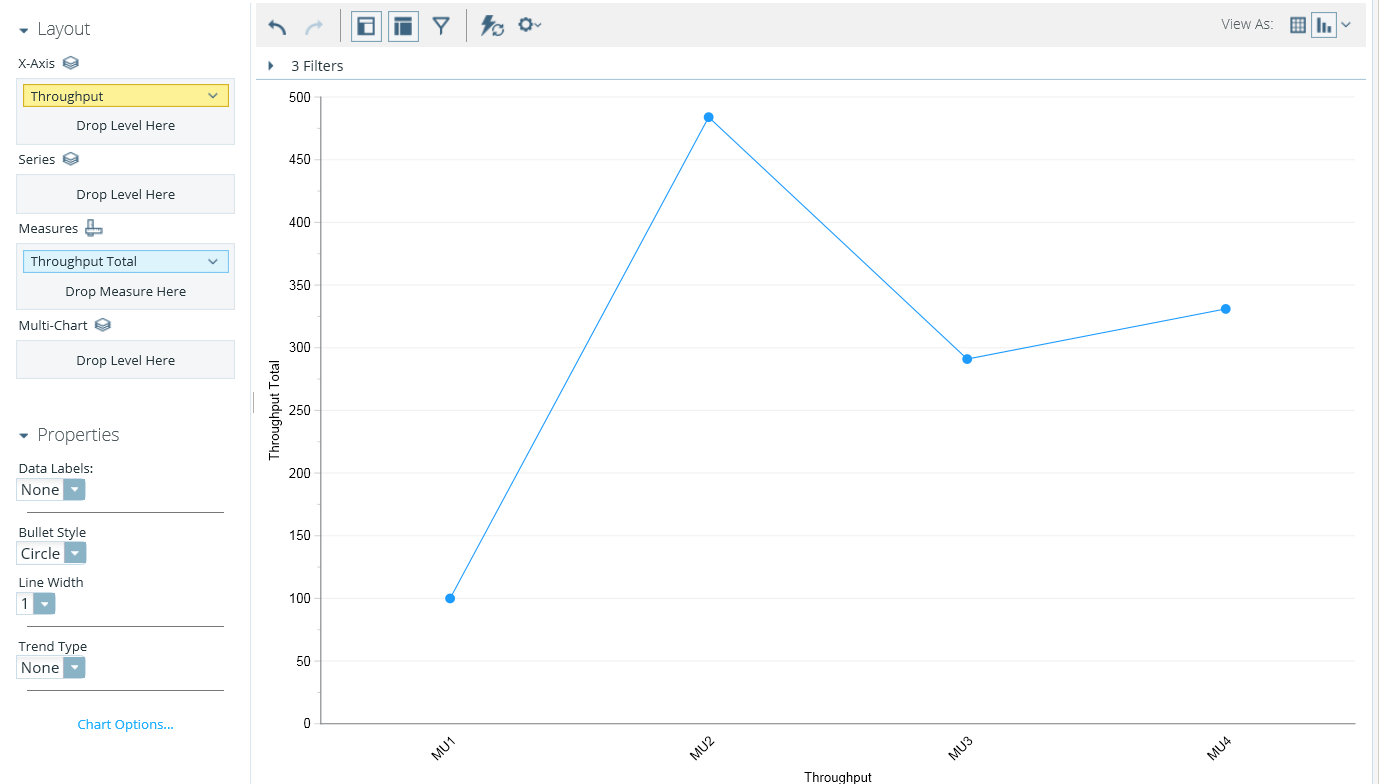 Layout
X-Axis
Throughput
Drop Level Here
Series
Drop Level Here
Measures
Throughput Total
Drop Measure Here
Multi-Chart
Drop Level Here
Properties
Data Labels:
None
Bullet Style
Circle
Line Width
1
Trend Type
None
Chart Options...
View As:
3 Filters
500
450
400
350
300
250
200
150
100
50
0
Throughput Total
MU1
MU2
MU3
MU4
Throughput